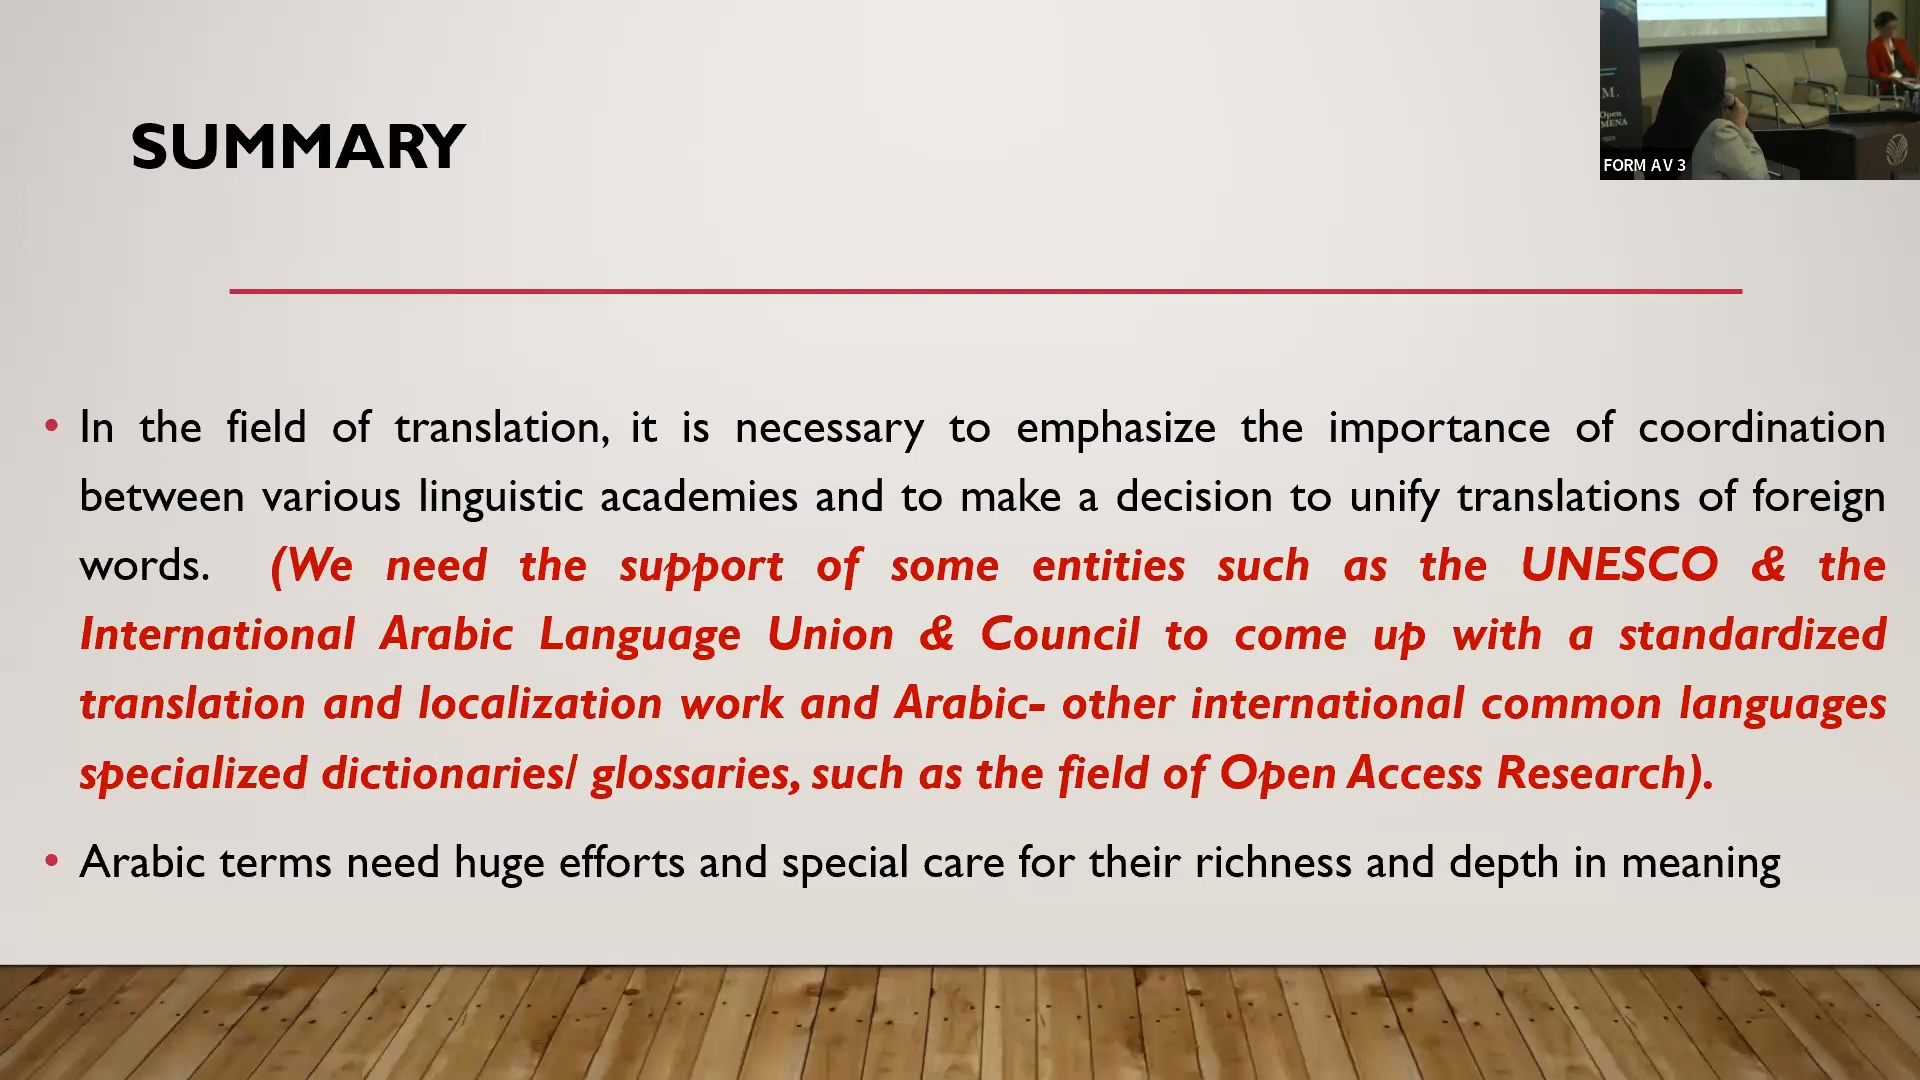 SUMMARY
• In the field of translation, it is necessary to emphasize the importance of coordination
between various linguistic academies and to make a decision to unify translations of foreign
words. (We need the support of some entities such as the UNESCO & the
International Arabic Language Union & Council to come up with a standardized
translation and localization work and Arabic- other international common languages
specialized dictionaries/ glossaries, such as the field of Open Access Research).
• Arabic terms need huge efforts and special care for their richness and depth in meaning
M.
Open
MENA
FORM AV 3